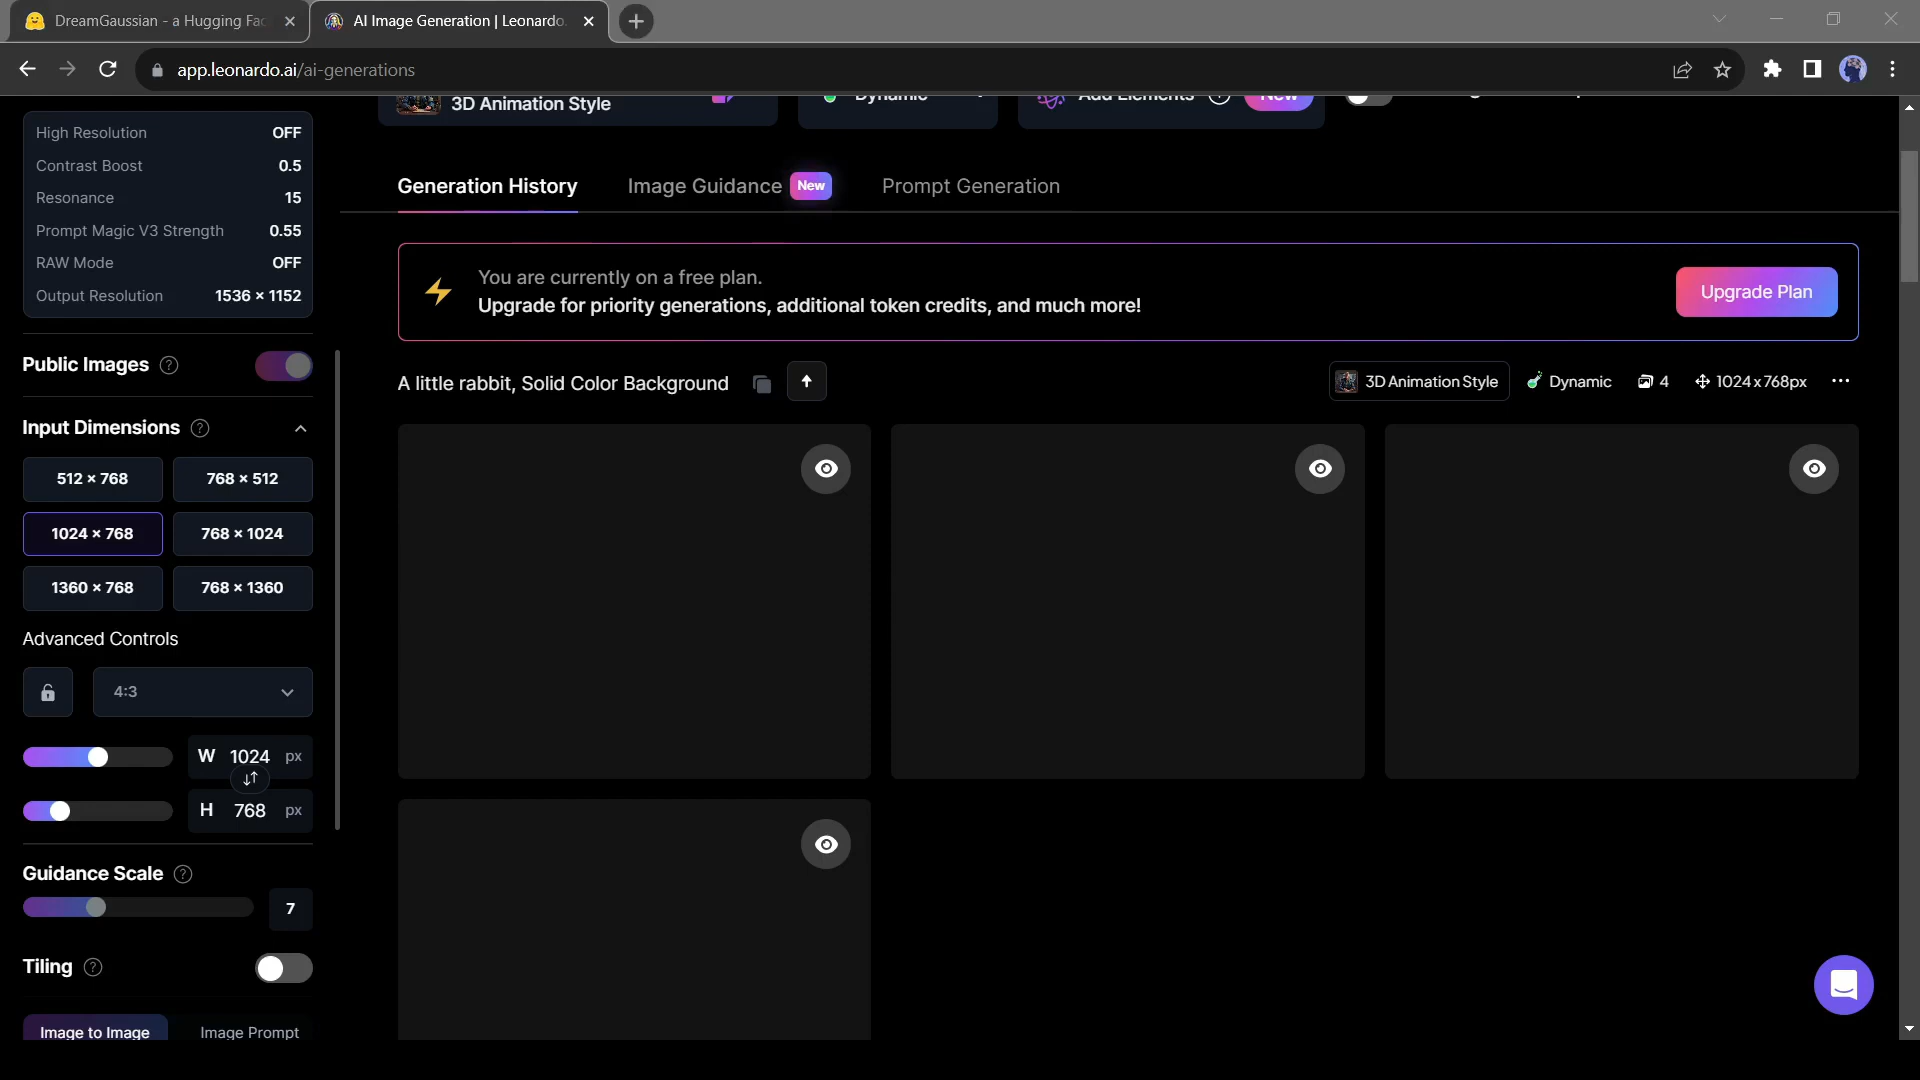 DreamGaussian - a Hugging Fac
AI Image Generation | Leonardo.
app.leonardo.ai/ai-generations
3D Animation Style
Dynamic
Add Elements
New
High Resolution OFF
Contrast Boost 0.5
Resonance 15
Prompt Magic V3 Strength 0.55
RAW Mode OFF
Output Resolution 1536 × 1152
Public Images ?
Input Dimensions ?
512 × 768
768 × 512
1024 × 768
768 × 1024
1360 × 768
768 × 1360
Advanced Controls
4:3
W 1024 px
H 768 px
Guidance Scale ?
7
Tiling ?
Image to Image
Image Prompt
Generation History
Image Guidance New
Prompt Generation
You are currently on a free plan.
Upgrade for priority generations, additional token credits, and much more!
Upgrade Plan
A little rabbit, Solid Color Background
3D Animation Style
Dynamic
4
1024 x 768px